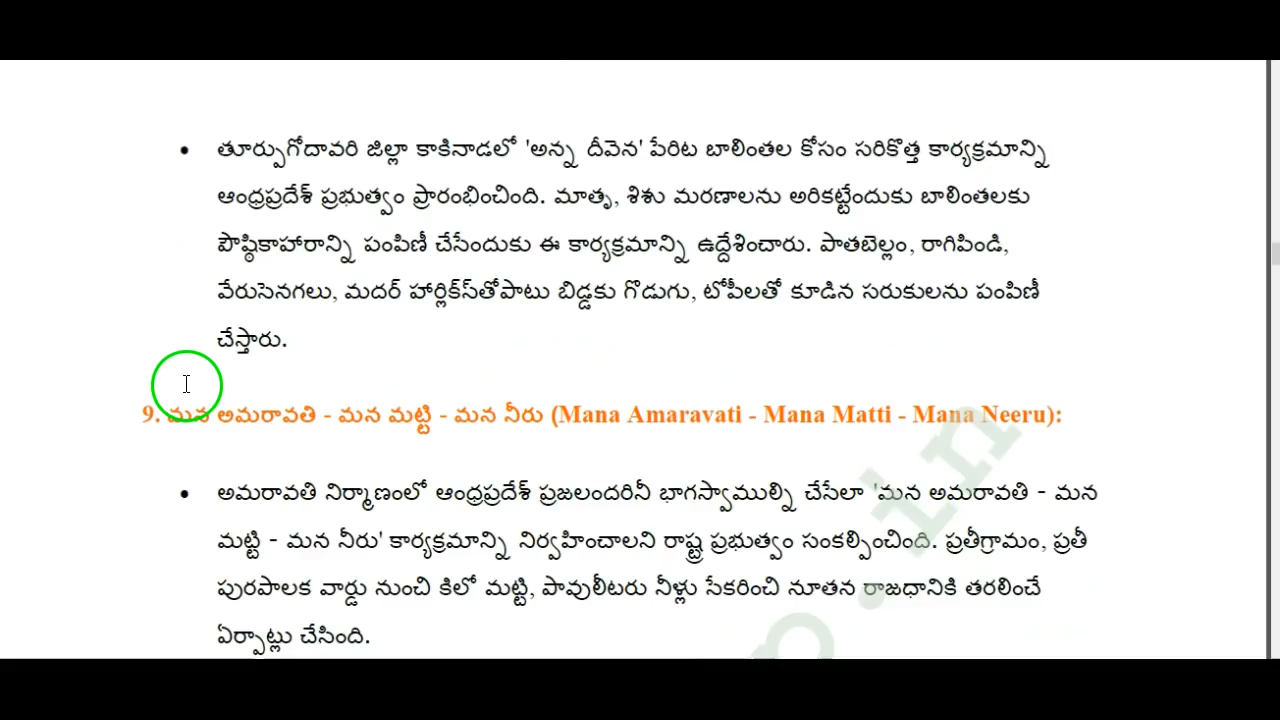 • తూర్పుగోదావరి జిల్లా కాకినాడలో 'అన్న దీవెన' పేరిట బాలింతల కోసం సరికొత్త కార్యక్రమాన్ని
ఆంధ్రప్రదేశ్ ప్రభుత్వం ప్రారంభించింది. మాతృ, శిశు మరణాలను అరికట్టేందుకు బాలింతలకు
పౌష్ఠికాహారాన్ని పంపిణీ చేసేందుకు ఈ కార్యక్రమాన్ని ఉద్దేశించారు. పాతబెల్లం, రాగిపిండి,
వేరుసెనగలు, మదర్ హార్లిక్స్‌తోపాటు బిడ్డకు గొడుగు, టోపీలతో కూడిన సరుకులను పంపిణీ
చేస్తారు.
9. మన అమరావతి - మన మట్టి - మన నీరు (Mana Amaravati - Mana Matti - Mana Neeru):
• అమరావతి నిర్మాణంలో ఆంధ్రప్రదేశ్ ప్రజలందరినీ భాగస్వాముల్ని చేసేలా 'మన అమరావతి - మన
మట్టి - మన నీరు' కార్యక్రమాన్ని నిర్వహించాలని రాష్ట్ర ప్రభుత్వం సంకల్పించింది. ప్రతీగ్రామం, ప్రతీ
పురపాలక వార్డు నుంచి కిలో మట్టి, పావులీటరు నీళ్లు సేకరించి నూతన రాజధానికి తరలించే
ఏర్పాట్లు చేసింది.
p.in